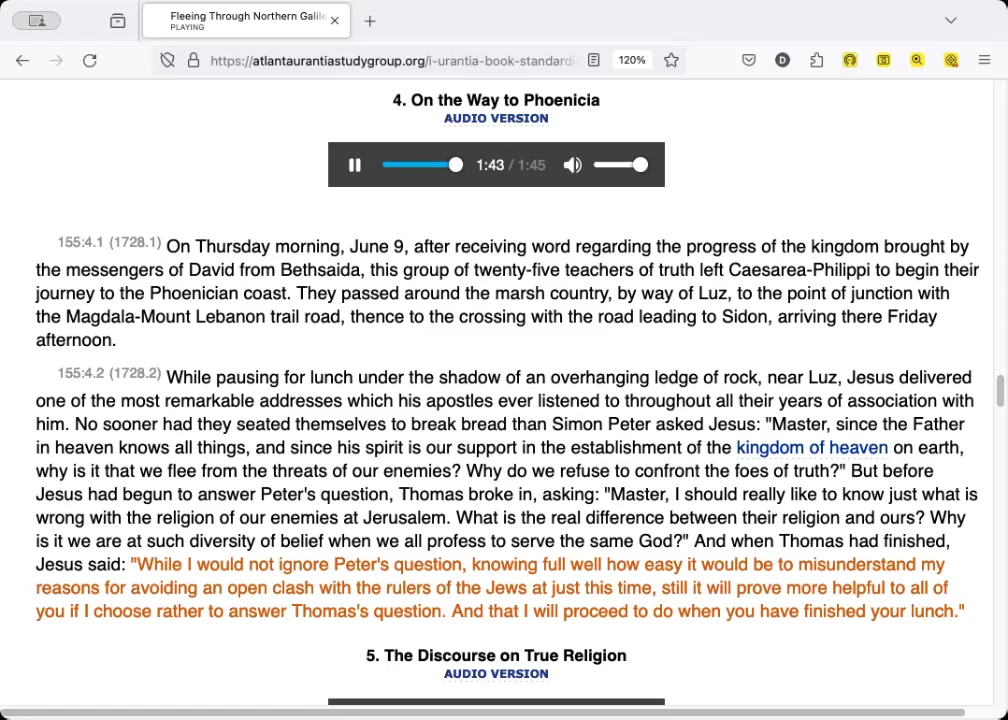 Fleeing Through Northern Galile
PLAYING
https://atlantaurantiastudygroup.org/i-urantia-book-standardi
120%
D
4. On the Way to Phoenicia
AUDIO VERSION
1:43 / 1:45
155:4.1 (1728.1) On Thursday morning, June 9, after receiving word regarding the progress of the kingdom brought by
the messengers of David from Bethsaida, this group of twenty-five teachers of truth left Caesarea-Philippi to begin their
journey to the Phoenician coast. They passed around the marsh country, by way of Luz, to the point of junction with
the Magdala-Mount Lebanon trail road, thence to the crossing with the road leading to Sidon, arriving there Friday
afternoon.
155:4.2 (1728.2) While pausing for lunch under the shadow of an overhanging ledge of rock, near Luz, Jesus delivered
one of the most remarkable addresses which his apostles ever listened to throughout all their years of association with
him. No sooner had they seated themselves to break bread than Simon Peter asked Jesus: "Master, since the Father
in heaven knows all things, and since his spirit is our support in the establishment of the kingdom of heaven on earth,
why is it that we flee from the threats of our enemies? Why do we refuse to confront the foes of truth?" But before
Jesus had begun to answer Peter's question, Thomas broke in, asking: "Master, I should really like to know just what is
wrong with the religion of our enemies at Jerusalem. What is the real difference between their religion and ours? Why
is it we are at such diversity of belief when we all profess to serve the same God?" And when Thomas had finished,
Jesus said: "While I would not ignore Peter's question, knowing full well how easy it would be to misunderstand my
reasons for avoiding an open clash with the rulers of the Jews at just this time, still it will prove more helpful to all of
you if I choose rather to answer Thomas's question. And that I will proceed to do when you have finished your lunch."
5. The Discourse on True Religion
AUDIO VERSION